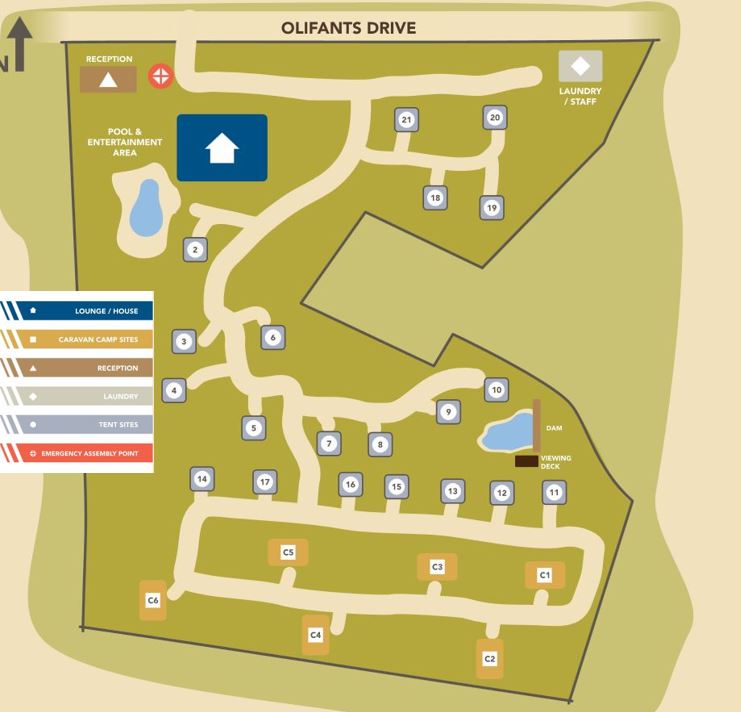 OLIFANTS DRIVE
N
RECEPTION
LAUNDRY
/ STAFF
21
20
POOL &
ENTERTAINMENT
AREA
18
19
2
LOUNGE / HOUSE
CARAVAN CAMP SITES
RECEPTION
LAUNDRY
TENT SITES
EMERGENCY ASSEMBLY POINT
3
6
4
10
9
5
7
8
DAM
VIEWING
DECK
14
17
16
15
13
12
11
C5
C3
C1
C6
C4
C2